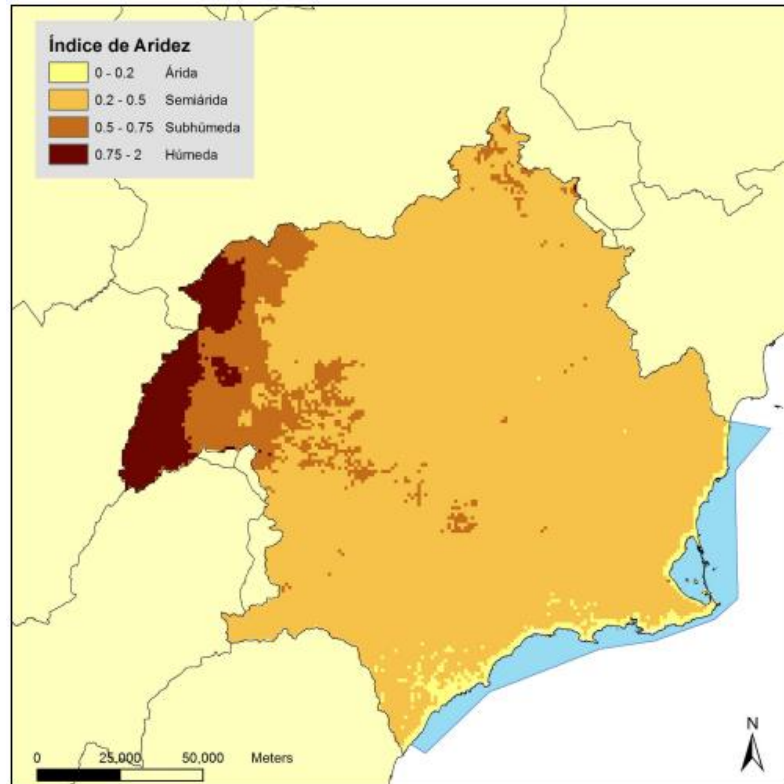 Índice de Aridez
0 - 0.2 Árida
0.2 - 0.5 Semiárida
0.5 - 0.75 Subhúmeda
0.75 - 2 Húmeda
N
0 25,000 50,000 Meters